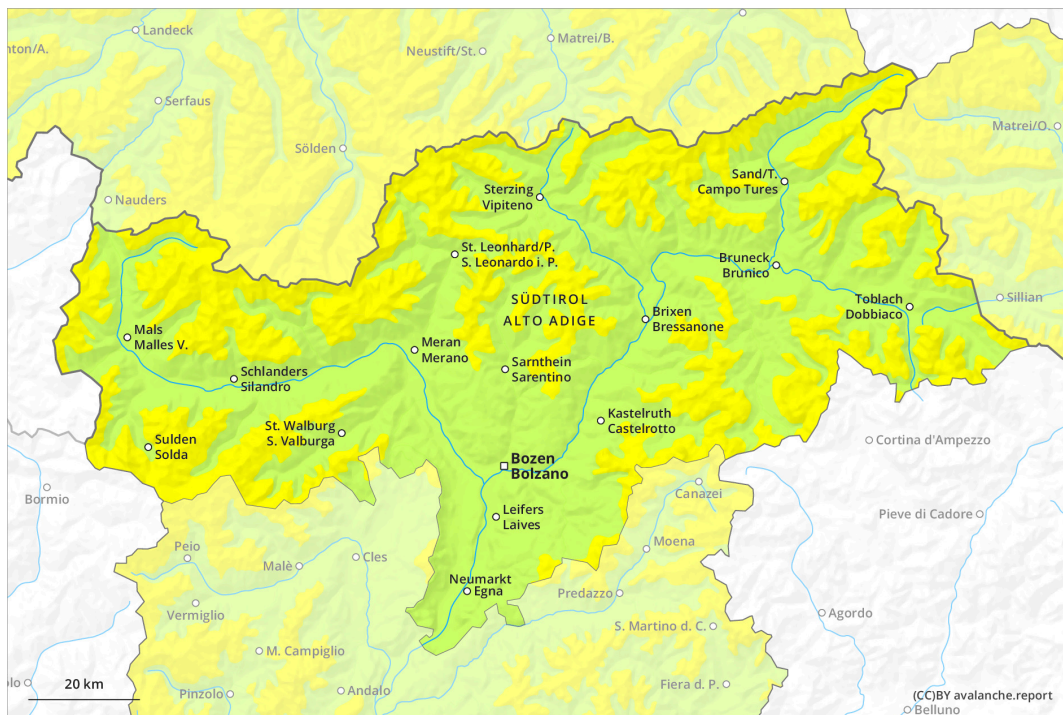 Landeck
Matrei/B.
Neustift/St.
nton/A.
Serfaus
Matrei/O.
Sölden
Sand/T.
Campo Tures
Sterzing
Vipiteno
Nauders
St. Leonhard/P.
S. Leonardo i. P.
Bruneck
Brunico
SÜDTIROL
ALTO ADIGE
Toblach
Dobbiaco
Sillian
Brixen
Bressanone
Mals
Malles V.
Meran
Merano
Sarnthein
Sarentino
Schlanders
Silandro
Kastelruth
Castelrotto
St. Walburg
S. Valburga
Sulden
Solda
Cortina d'Ampezzo
Bozen
Bolzano
Bormio
Canazei
Leifers
Laives
Pieve di Cadore
Moena
Peio
Cles
Malè
Neumarkt
Egna
Predazzo
Vermiglio
Agordo
S. Martino d. C.
M. Campiglio
olo
20 km
Pinzolo
Andalo
Fiera d. P.
(CC)BY avalanche.report
Belluno